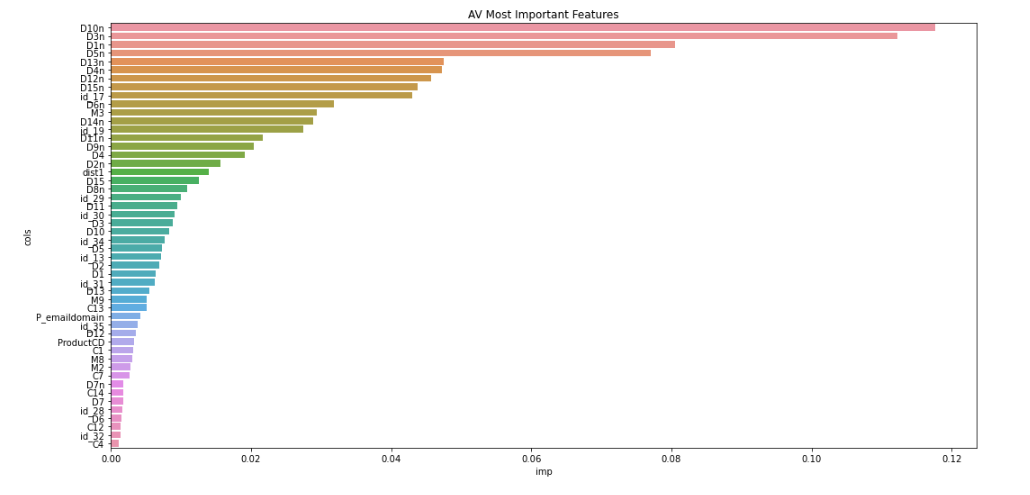 AV Most Important Features
cols
D10n
D3n
D1n
D5n
D13n
D4n
D12n
D15n
id_17
D6n
M3
D14n
id_19
D11n
D9n
D4
D2n
dist1
D15
D8n
id_29
D11
id_30
D3
D10
id_34
D5
id_13
D2
D1
id_31
D13
M9
C13
P_emaildomain
id_35
D12
ProductCD
C1
M8
M2
C7
D7n
C14
D7
id_28
D6
C12
id_32
C4
0.00 0.02 0.04 0.06 0.08 0.10 0.12
imp